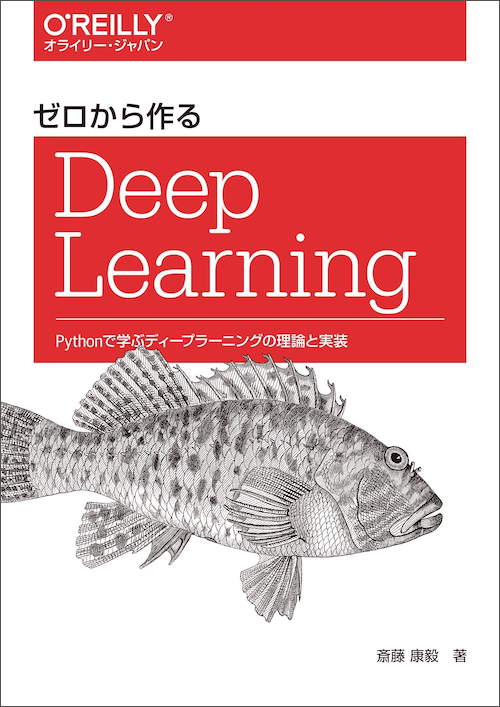 O'REILLY®
オライリー・ジャパン
ゼロから作る
Deep
Learning
Pythonで学ぶディープラーニングの理論と実装
斎藤 康毅 著